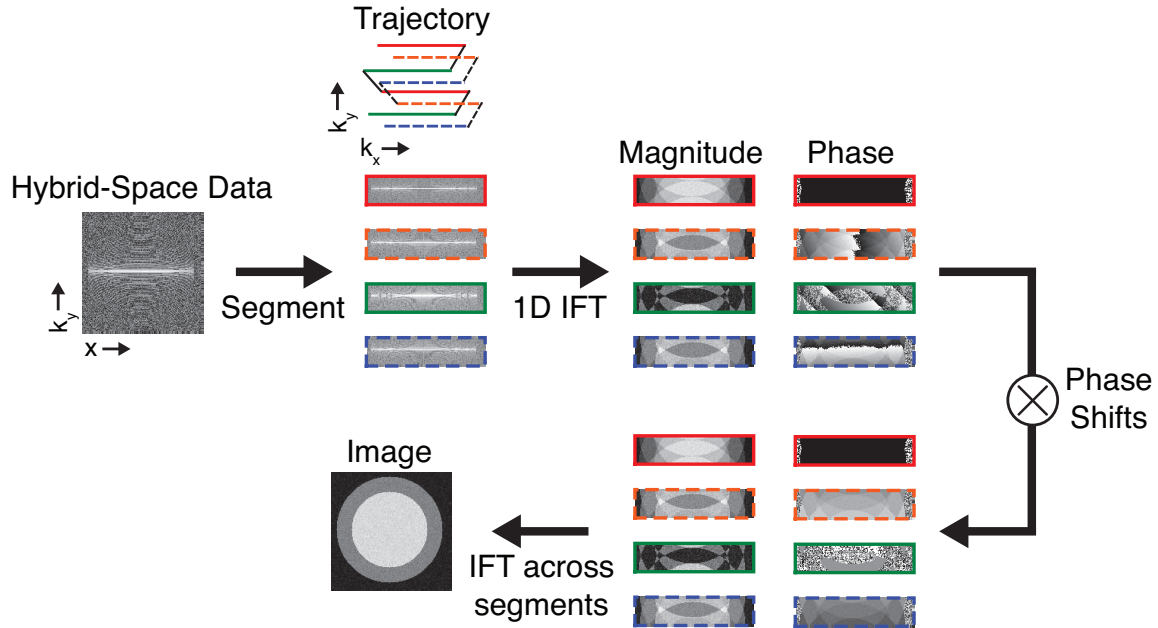 Trajectory
k_y
k_x
Hybrid-Space Data
k_y
x
Segment
1D IFT
Magnitude
Phase
Phase
Shifts
Image
IFT across
segments